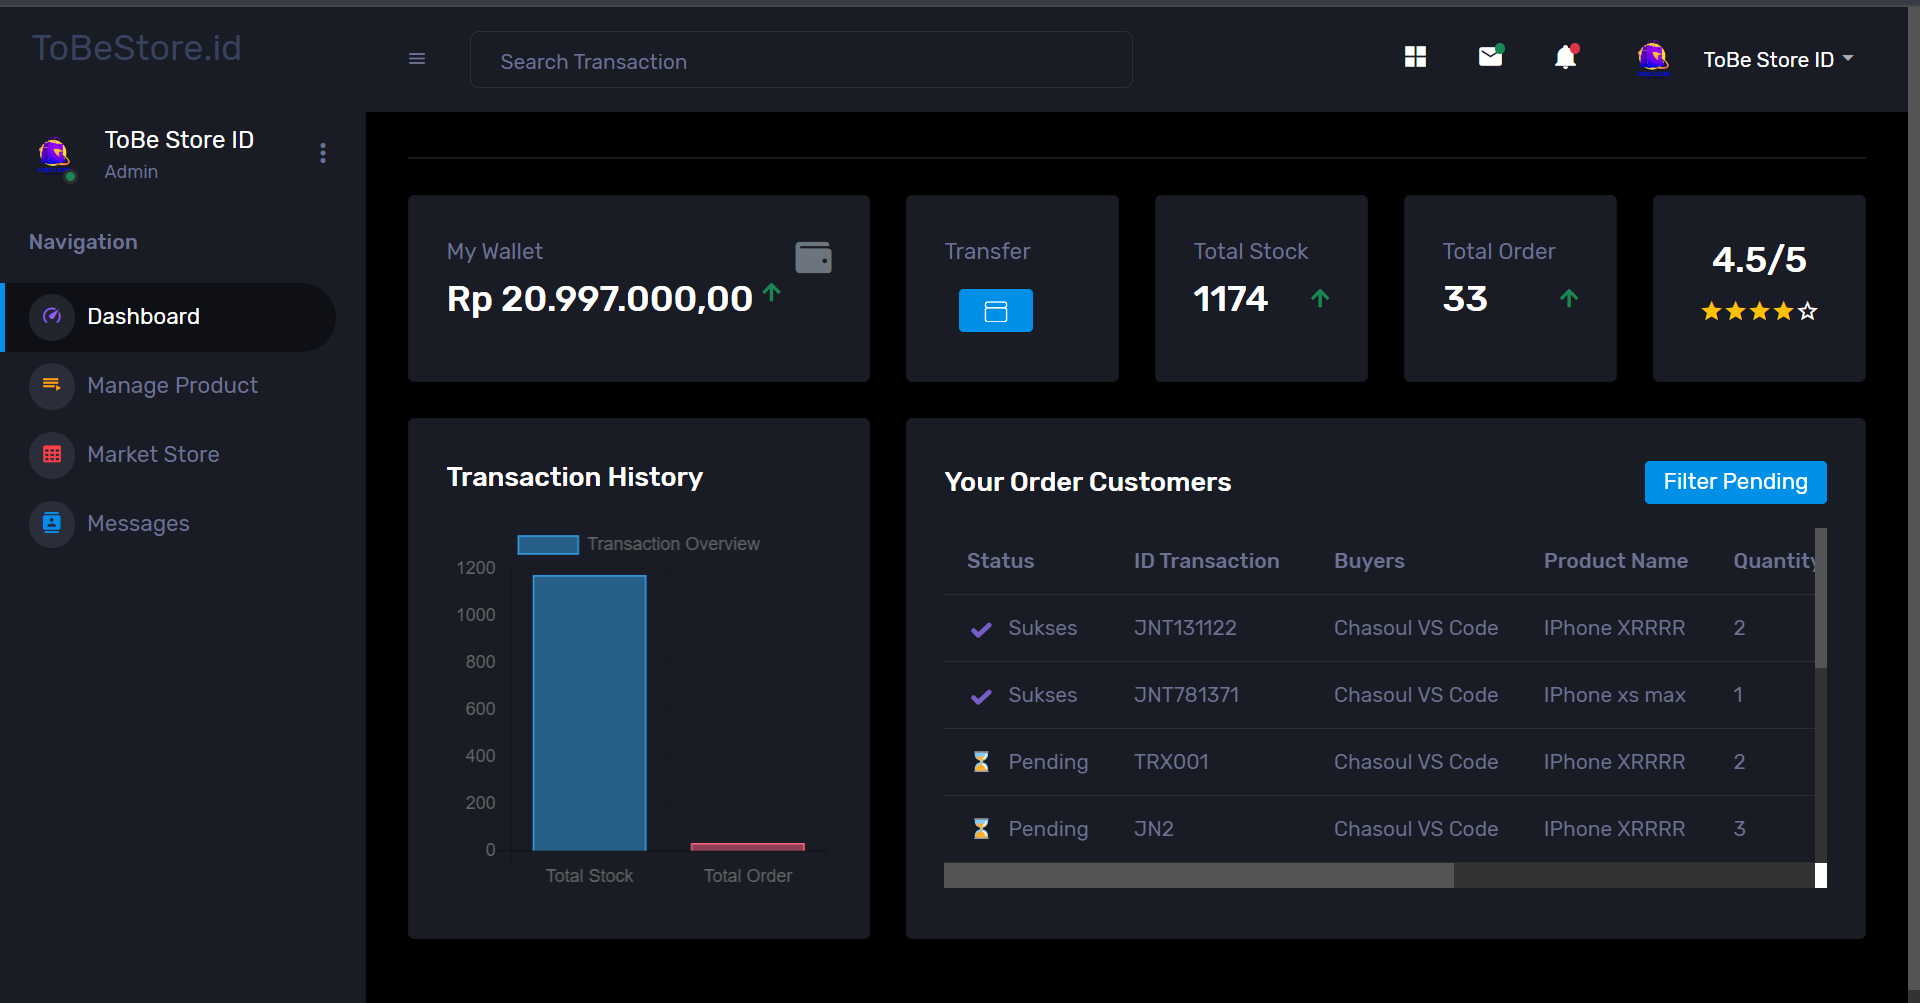 ToBeStore.id
Search Transaction
ToBe Store ID
ToBe Store ID
Admin
Navigation
Dashboard
Manage Product
Market Store
Messages
My Wallet
Rp 20.997.000,00
Transfer
Total Stock
1174
Total Order
33
4.5/5
Transaction History
Transaction Overview
1200
1000
800
600
400
200
0
Total Stock
Total Order
Your Order Customers
Filter Pending
Status ID Transaction Buyers Product Name Quantity
Sukses JNT131122 Chasoul VS Code IPhone XRRRR 2
Sukses JNT781371 Chasoul VS Code IPhone xs max 1
Pending TRX001 Chasoul VS Code IPhone XRRRR 2
Pending JN2 Chasoul VS Code IPhone XRRRR 3